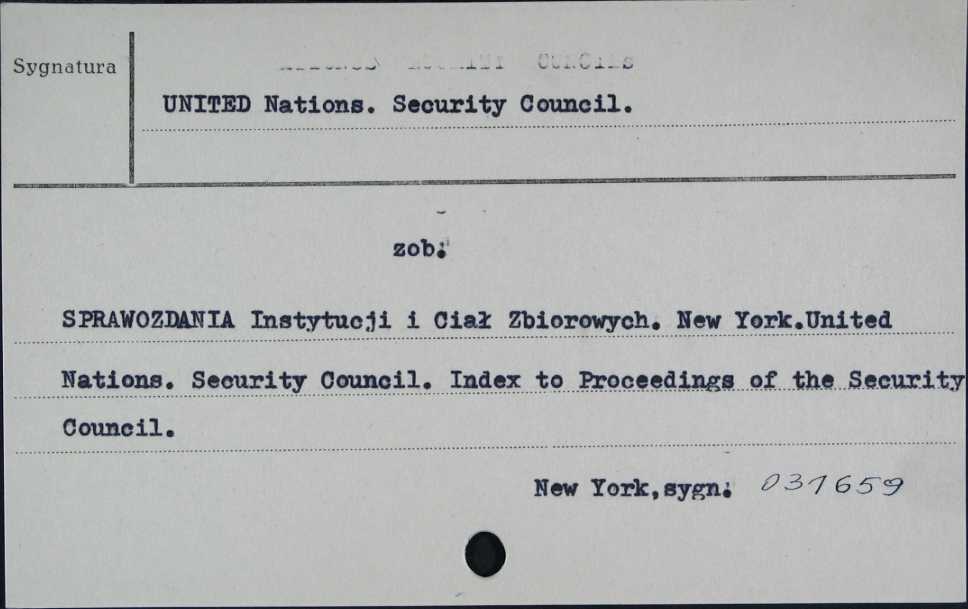 Sygnatura
UNITED Nations. Security Council.
zob:
SPRAWOZDANIA Instytucji i Ciał Zbiorowych. New York.United
Nations. Security Council. Index to Proceedings of the Security
Council.
New York,sygn: 031659